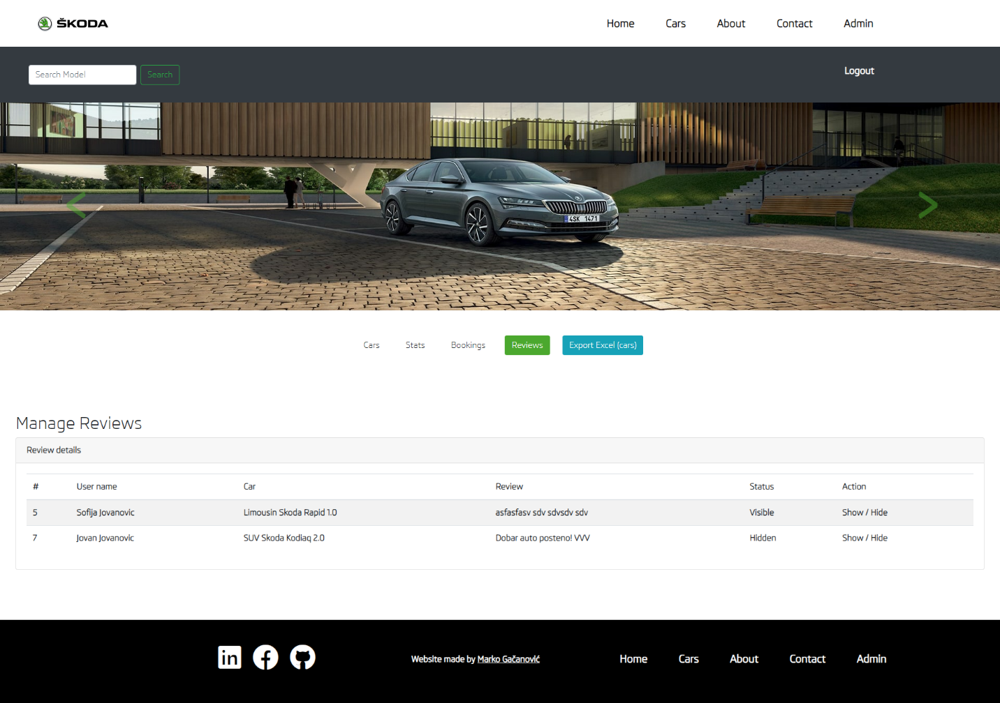 ŠKODA
Home Cars About Contact Admin
Search Model Search Logout
4SK 1471
Cars Stats Bookings Reviews Export Excel (cars)
Manage Reviews
Review details
# User name Car Review Status Action
5 Sofija Jovanovic Limousin Skoda Rapid 1.0 asfasfasv sdv sdvsdv sdv Visible Show / Hide
7 Jovan Jovanovic SUV Skoda Kodiaq 2.0 Dobar auto posteno! VVV Hidden Show / Hide
in f Website made by Marko Gačanović Home Cars About Contact Admin